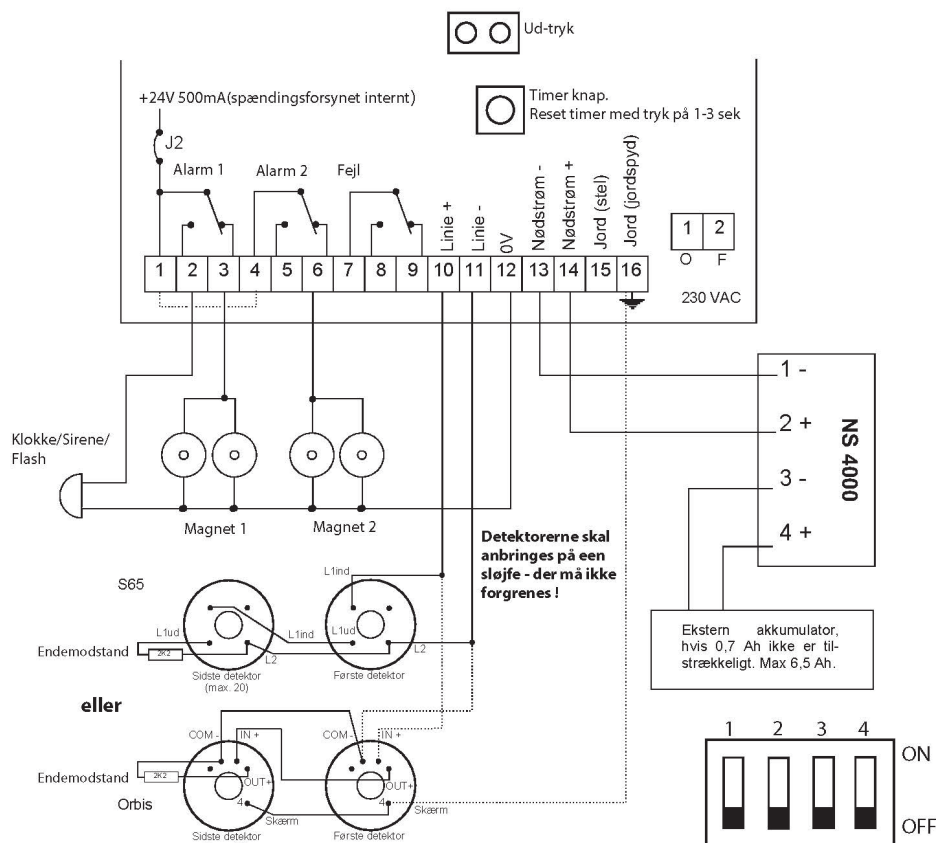 Ud-tryk
+24V 500mA(spændingsforsynet internt)
Timer knap.
Reset timer med tryk på 1-3 sek
J2
Alarm 1
Alarm 2
Fejl
Linie +
Linie -
0V
Nødstrøm -
Nødstrøm +
Jord (stel)
Jord (jordspyd)
1 2
O F
230 VAC
1 2 3 4 5 6 7 8 9 10 11 12 13 14 15 16
1 -
2 +
3 -
4 +
NS 4000
Klokke/Sirene/
Flash
Magnet 1
Magnet 2
Detektorerne skal
anbringes på een
sløjfe - der må ikke
forgrenes !
S65
L1ind
L1ud
L1ind
L1ud
L2
L2
Endemodstand
2K2
Sidste detektor
(max. 20)
Første detektor
Ekstern akkumulator,
hvis 0,7 Ah ikke er til-
strækkeligt. Max 6,5 Ah.
eller
COM -
IN +
COM -
IN +
Endemodstand
2K2
OUT+
OUT+
Orbis
4
Skærm
4
Skærm
Sidste detektor
Første detektor
1 2 3 4
ON
OFF